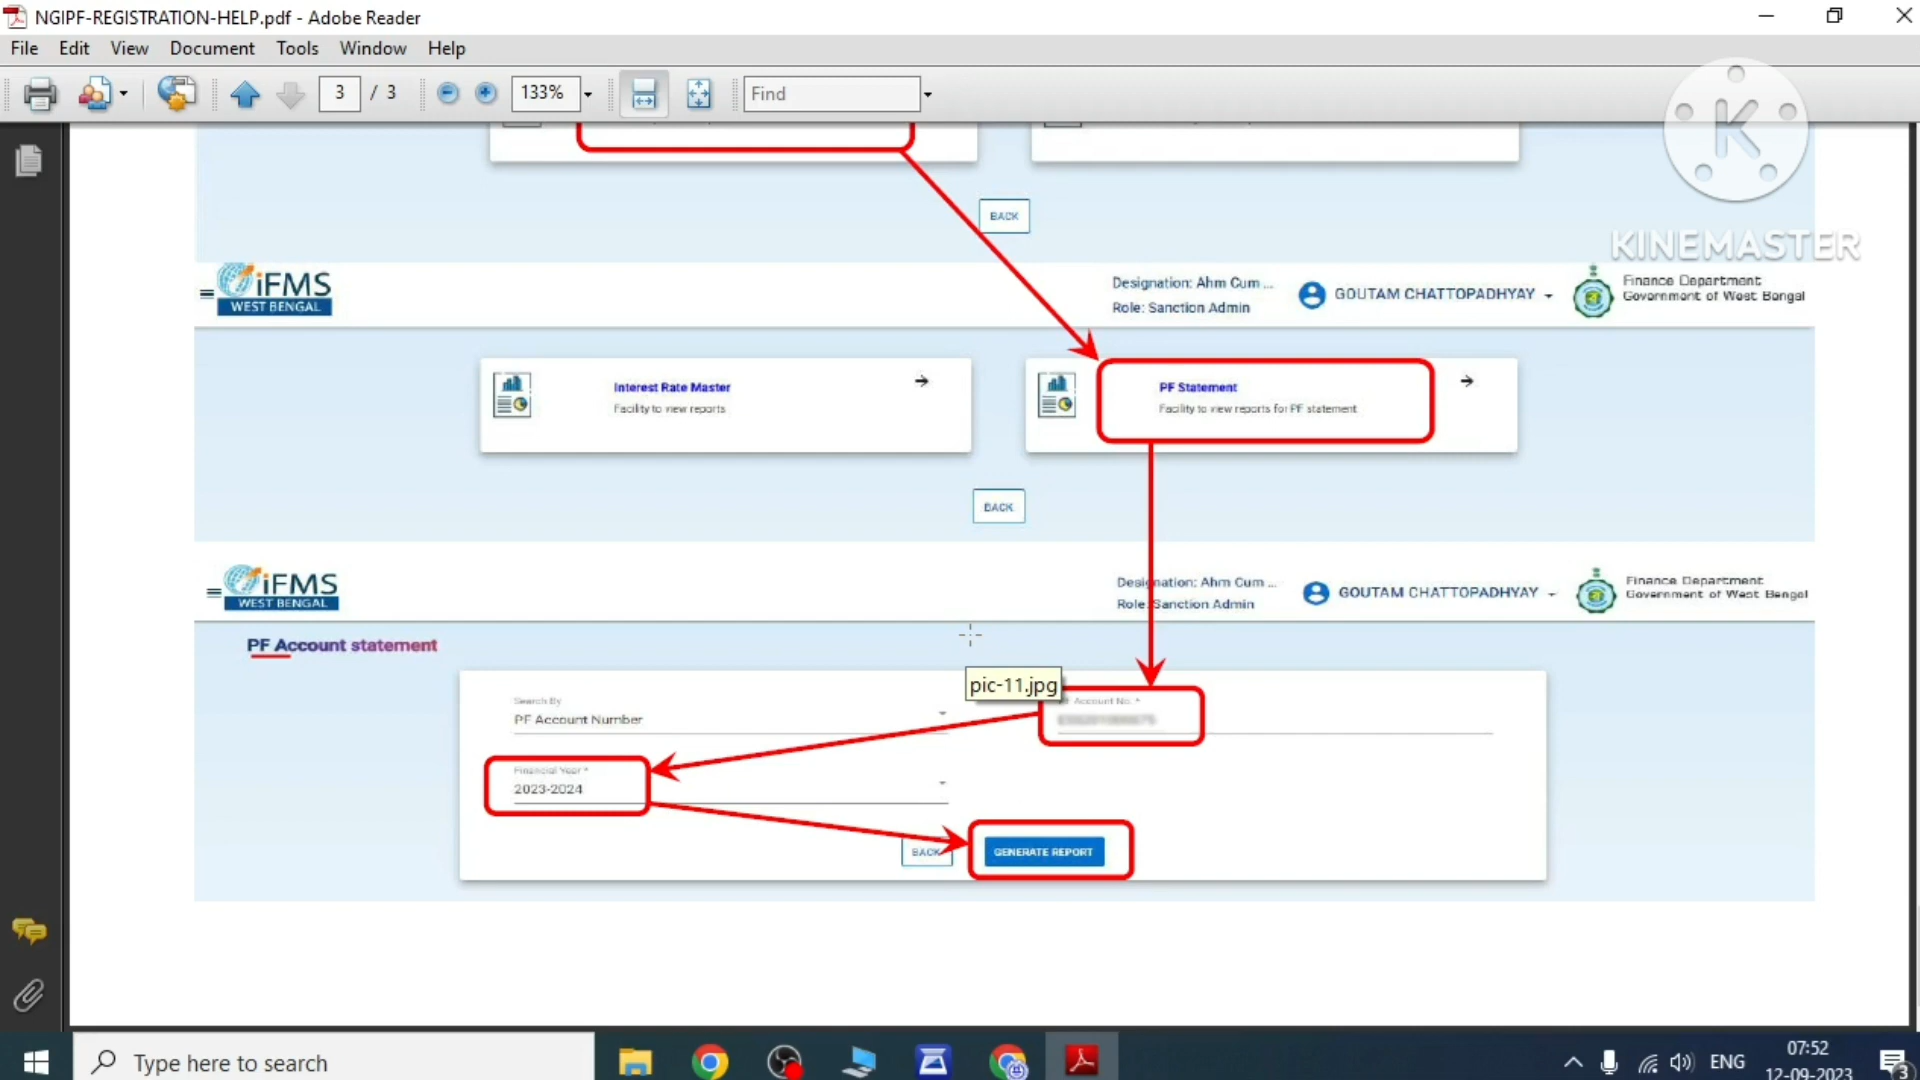 NGIPF-REGISTRATION-HELP.pdf - Adobe Reader
File Edit View Document Tools Window Help
3 / 3 133% Find
K
KINEMASTER
BACK
iFMS
WEST BENGAL
Designation: Ahm Cum ...
Role: Sanction Admin
GOUTAM CHATTOPADHYAY
Finance Department
Government of West Bengal
Interest Rate Master
Facility to view reports
PF Statement
Facility to view reports for PF statement
BACK
iFMS
WEST BENGAL
Designation: Ahm Cum ...
Role: Sanction Admin
GOUTAM CHATTOPADHYAY
Finance Department
Government of West Bengal
PF Account statement
pic-11.jpg
Search By
PF Account Number
Account No. *
Financial Year *
2023-2024
BACK
GENERATE REPORT
Type here to search
ENG
07:52
12-09-2023
3